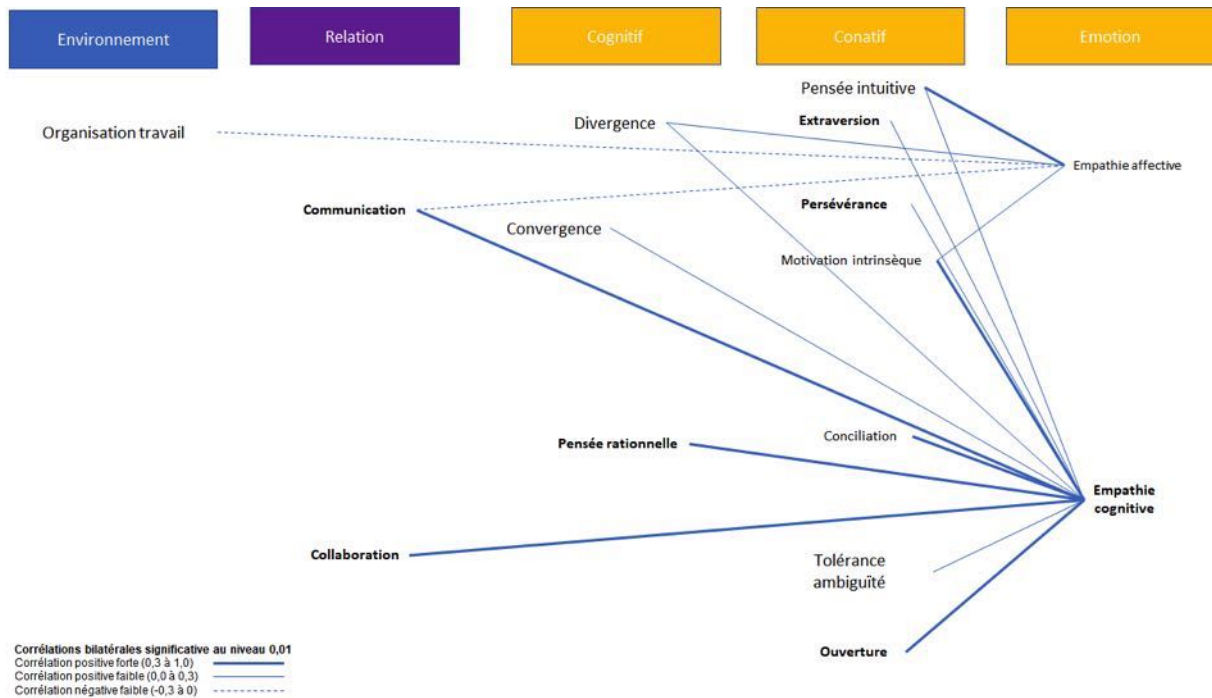 Environnement
Relation
Cognitif
Conatif
Emotion
Pensée intuitive
Extraversion
Divergence
Organisation travail
Empathie affective
Persévérance
Communication
Convergence
Motivation intrinsèque
Conciliation
Pensée rationnelle
Empathie
cognitive
Collaboration
Tolérance
ambiguïté
Ouverture
Corrélations bilatérales significative au niveau 0,01
Corrélation positive forte (0,3 à 1,0)
Corrélation positive faible (0,0 à 0,3)
Corrélation négative faible (-0,3 à 0)